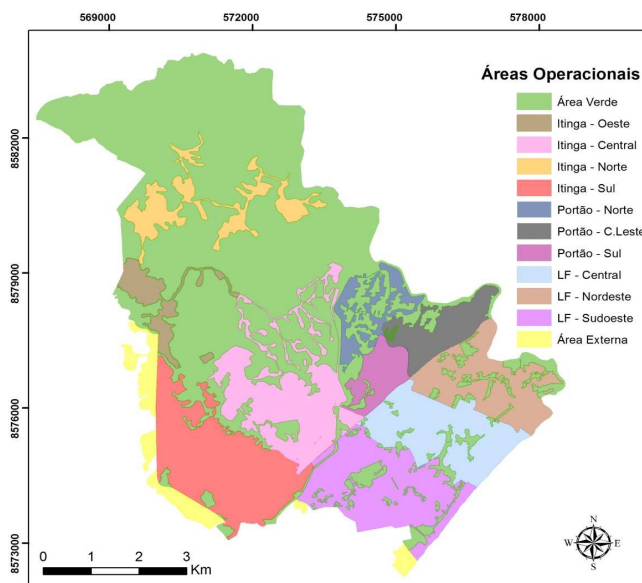 569000 572000 575000 578000
Áreas Operacionais
Área Verde
Itinga - Oeste
Itinga - Central
Itinga - Norte
Itinga - Sul
Portão - Norte
Portão - C.Leste
Portão - Sul
LF - Central
LF - Nordeste
LF - Sudoeste
Área Externa
8582000
8579000
8576000
8573000
N
W E
S
0 1 2 3
Km